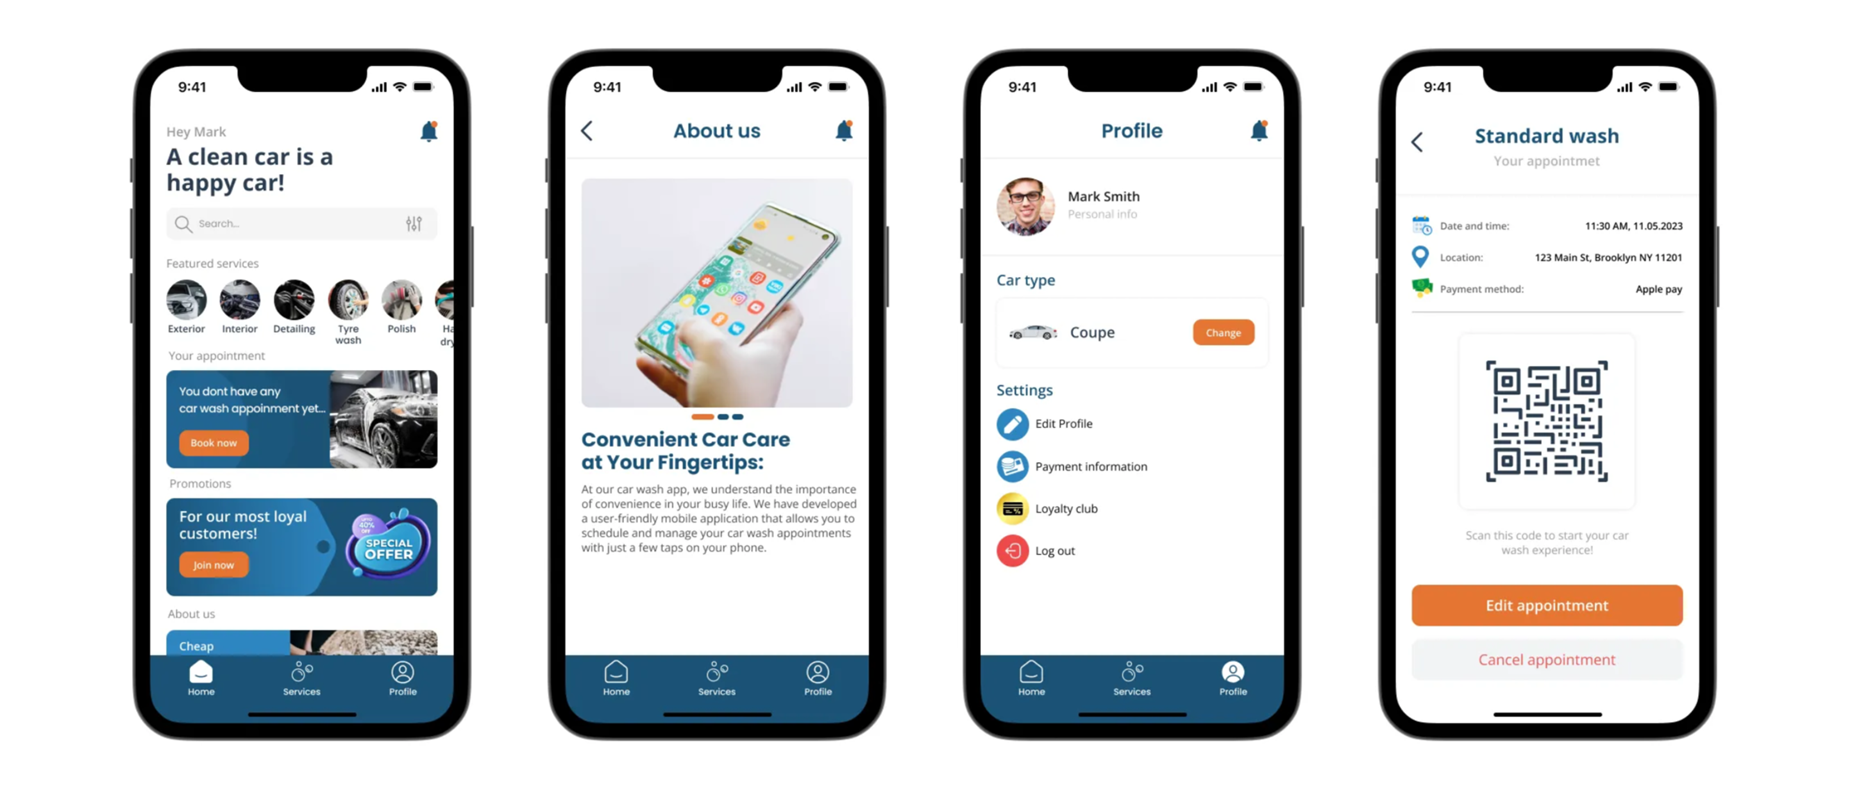 9:41
Hey Mark
A clean car is a
happy car!
Search...
Featured services
Exterior
Interior
Detailing
Tyre
wash
Polish
Ha
dry
Your appointment
You dont have any
car wash appoinment yet...
Book now
Promotions
For our most loyal
customers!
Join now
40%
SPECIAL
OFFER
About us
Cheap
Home
Services
Profile
9:41
About us
Convenient Car Care
at Your Fingertips:
At our car wash app, we understand the importance
of convenience in your busy life. We have developed
a user-friendly mobile application that allows you to
schedule and manage your car wash appointments
with just a few taps on your phone.
Home
Services
Profile
9:41
Profile
Mark Smith
Personal info
Car type
Coupe
Change
Settings
Edit Profile
Payment information
Loyalty club
Log out
Home
Services
Profile
9:41
Standard wash
Your appointmet
Date and time:
11:30 AM, 11.05.2023
Location:
123 Main St, Brooklyn NY 11201
Payment method:
Apple pay
Scan this code to start your car
wash experience!
Edit appointment
Cancel appointment